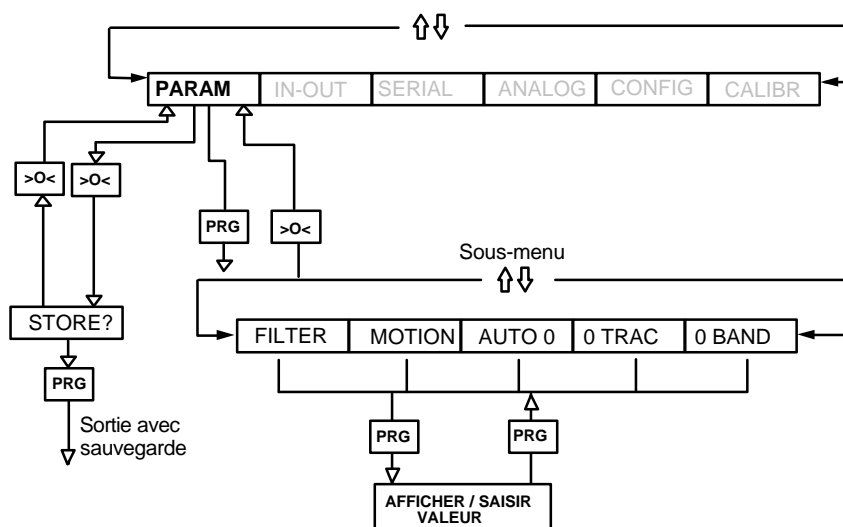 PARAM IN-OUT SERIAL ANALOG CONFIG CALIBR
>O< >O<
PRG >O<
Sous-menu
STORE?
FILTER MOTION AUTO 0 0 TRAC 0 BAND
PRG
Sortie avec
sauvegarde
PRG PRG
AFFICHER / SAISIR
VALEUR